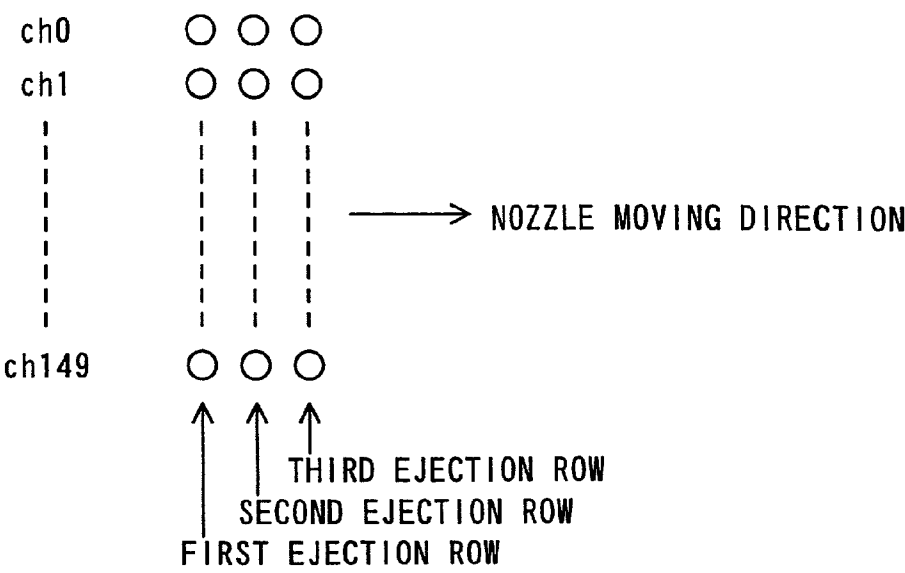 ch0
ch1
NOZZLE MOVING DIRECTION
ch149
THIRD EJECTION ROW
SECOND EJECTION ROW
FIRST EJECTION ROW